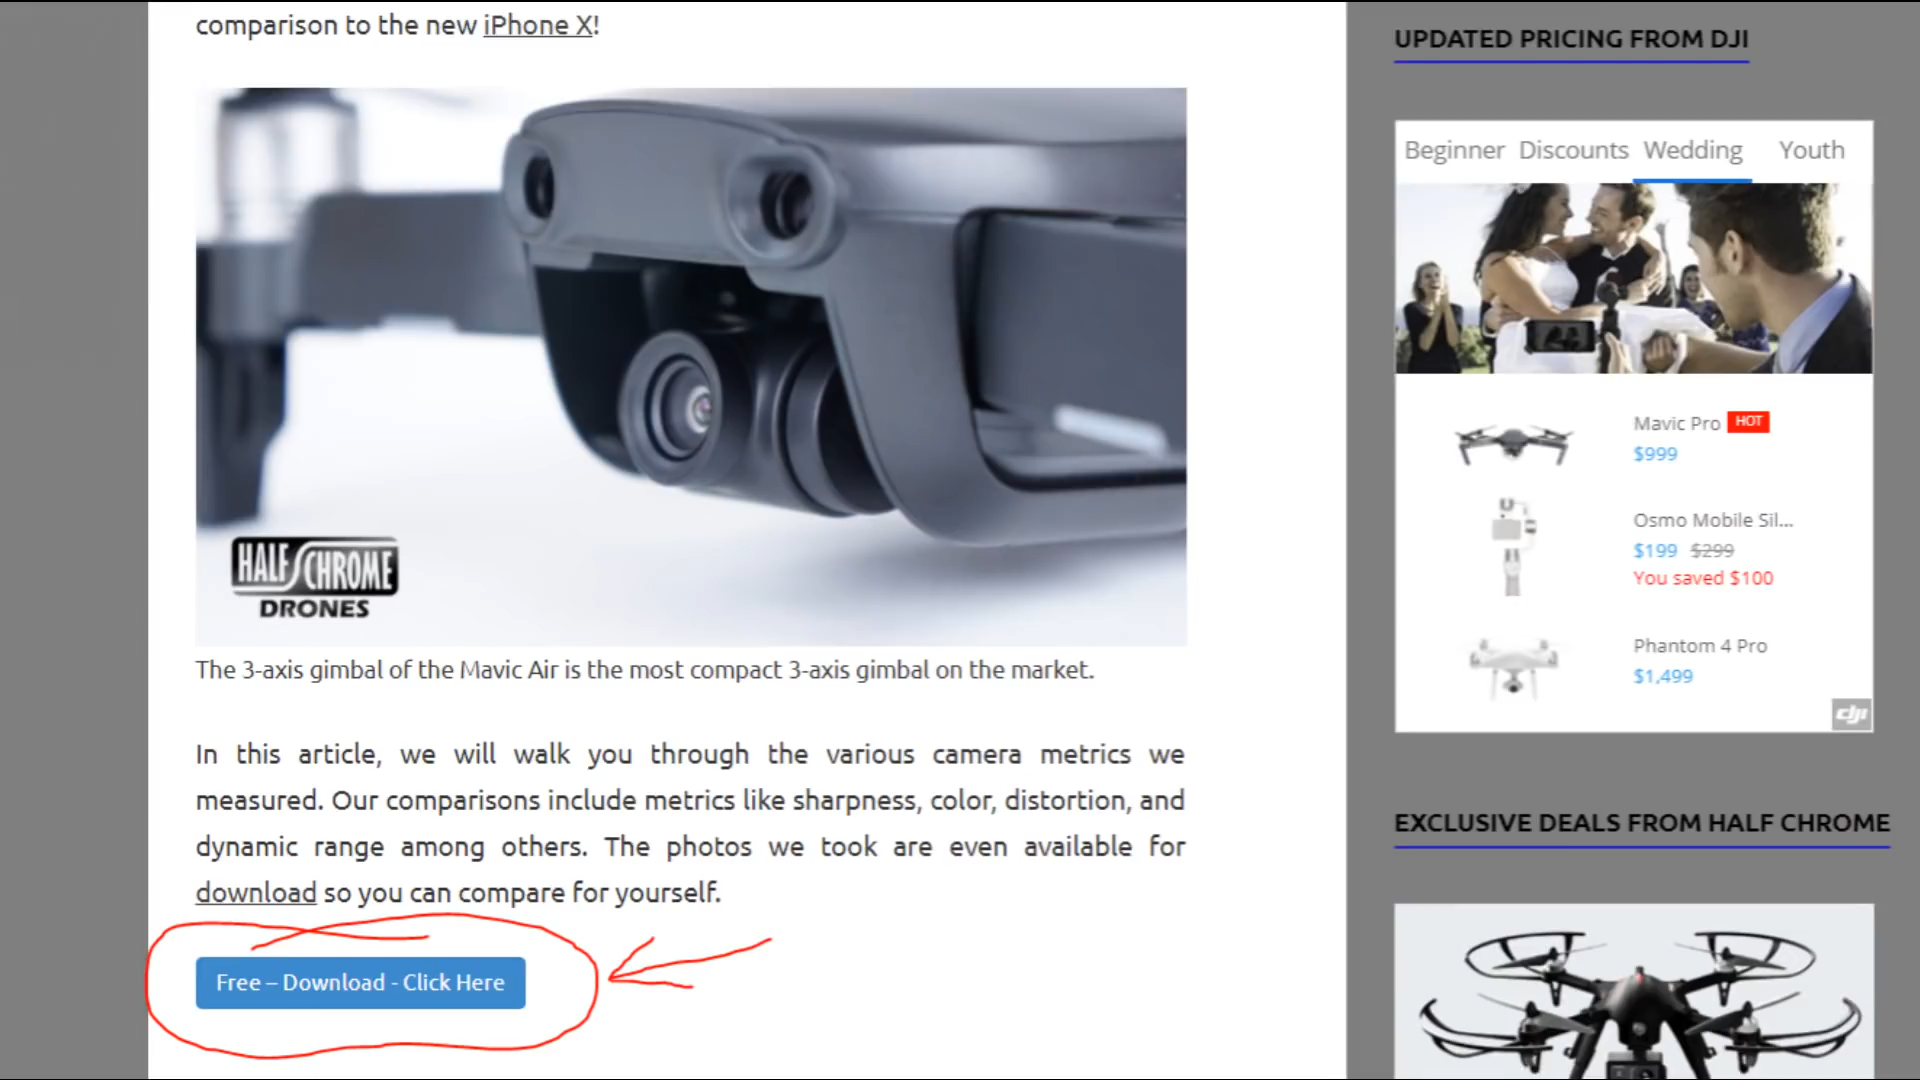 comparison to the new iPhone X!
HALF CHROME
DRONES
The 3-axis gimbal of the Mavic Air is the most compact 3-axis gimbal on the market.
In this article, we will walk you through the various camera metrics we
measured. Our comparisons include metrics like sharpness, color, distortion, and
dynamic range among others. The photos we took are even available for
download so you can compare for yourself.
Free – Download - Click Here
UPDATED PRICING FROM DJI
Beginner Discounts Wedding Youth
Mavic Pro HOT
$999
Osmo Mobile Sil...
$199 $299
You saved $100
Phantom 4 Pro
$1,499
dji
EXCLUSIVE DEALS FROM HALF CHROME